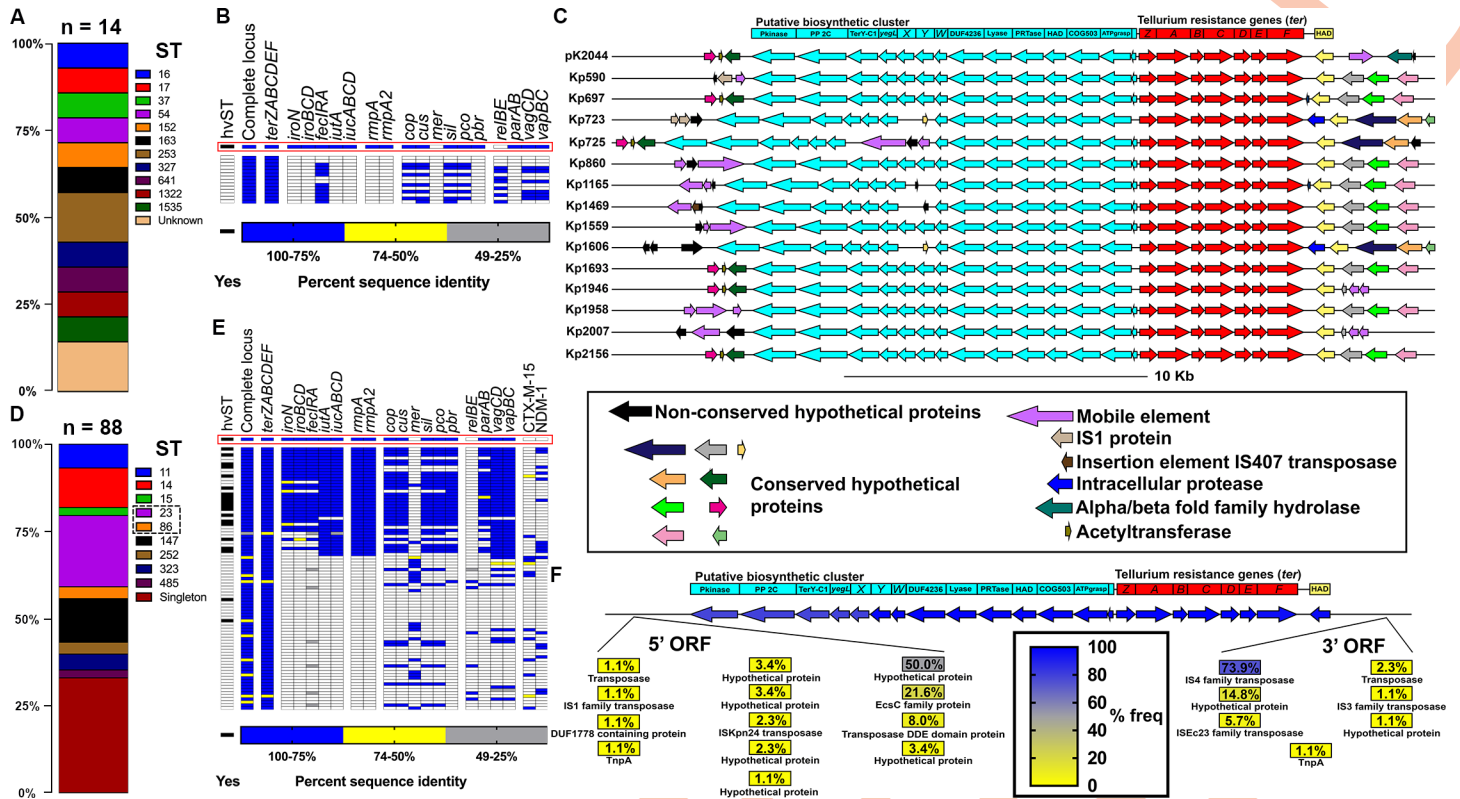 A
n = 14
100%
75%
50%
25%
0%
ST
16
17
37
54
152
163
253
327
641
1322
1535
Unknown
B
hvST
Complete locus
terZABCDEF
iroN
iroBCD
fecIRA
iutA
iucABCD
rmpA
rmpA2
cop
cus
mer
sil
pco
pbr
relBE
parAB
vagCD
vapBC
100-75%
74-50%
49-25%
Yes
Percent sequence identity
C
Putative biosynthetic cluster
Tellurium resistance genes (ter)
Pkinase PP 2C TerY-C1 yegL X Y W DUF4236 Lyase PRTase HAD COG503 ATPgrasp Z A B C D E F HAD
pK2044
Kp590
Kp697
Kp723
Kp725
Kp860
Kp1165
Kp1469
Kp1559
Kp1606
Kp1693
Kp1946
Kp1958
Kp2007
Kp2156
10 Kb
Non-conserved hypothetical proteins
Conserved hypothetical
proteins
Mobile element
IS1 protein
Insertion element IS407 transposase
Intracellular protease
Alpha/beta fold family hydrolase
Acetyltransferase
D
n = 88
100%
75%
50%
25%
0%
ST
11
14
15
23
86
147
252
323
485
Singleton
E
hvST
Complete locus
terZABCDEF
iroN
iroBCD
fecIRA
iutA
iucABCD
rmpA
rmpA2
cop
cus
mer
sil
pco
pbr
relBE
parAB
vagCD
vapBC
CTX-M-15
NDM-1
100-75%
74-50%
49-25%
Yes
Percent sequence identity
F
Putative biosynthetic cluster
Tellurium resistance genes (ter)
Pkinase PP 2C TerY-C1 yegL X Y W DUF4236 Lyase PRTase HAD COG503 ATPgrasp Z A B C D E F HAD
5’ ORF
1.1%
Transposase
1.1%
IS1 family transposase
1.1%
DUF1778 containing protein
1.1%
TnpA
3.4%
Hypothetical protein
3.4%
Hypothetical protein
2.3%
ISKpn24 transposase
2.3%
Hypothetical protein
1.1%
Hypothetical protein
50.0%
Hypothetical protein
21.6%
EcsC family protein
8.0%
Transposase DDE domain protein
3.4%
Hypothetical protein
100
80
60
40
20
0
% freq
3’ ORF
73.9%
IS4 family transposase
14.8%
Hypothetical protein
5.7%
ISEc23 family transposase
2.3%
Transposase
1.1%
IS3 family transposase
1.1%
Hypothetical protein
1.1%
TnpA